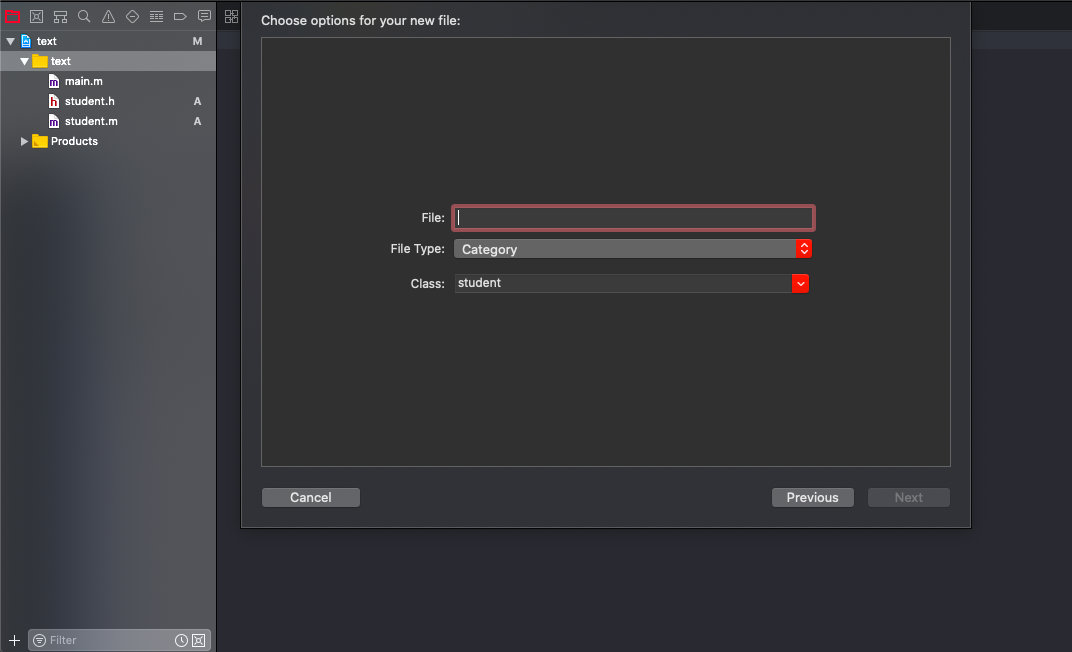 Choose options for your new file:
text M
text
main.m
student.h A
student.m A
Products
File:
File Type: Category
Class: student
Cancel
Previous
Next
Filter